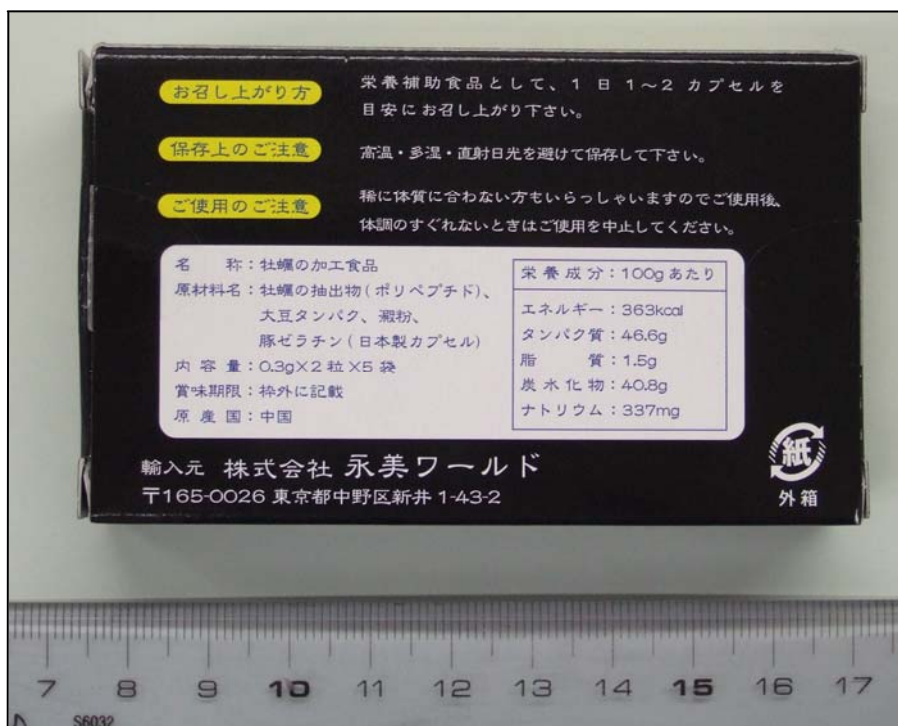 お召し上がり方
栄養補助食品として、1 日 1～2 カプセルを
目安にお召し上がり下さい。
保存上のご注意
高温・多湿・直射日光を避けて保存して下さい。
ご使用のご注意
稀に体質に合わない方もいらっしゃいますのでご使用後、
体調のすぐれないときはご使用を中止してください。
名　称：牡蠣の加工食品
原材料名：牡蠣の抽出物(ポリペプチド)、
大豆タンパク、澱粉、
豚ゼラチン(日本製カプセル)
内 容 量：0.3g×2 粒 ×5 袋
賞味期限：枠外に記載
原 産 国：中国
栄 養 成 分：100g あたり
エネルギー：363kcal
タンパク質：46.6g
脂　質：1.5g
炭 水 化 物：40.8g
ナトリウム：337mg
輸入元 株式会社 永美ワールド
〒165-0026 東京都中野区新井 1-43-2
紙
外箱
7 8 9 10 11 12 13 14 15 16 17
S6032